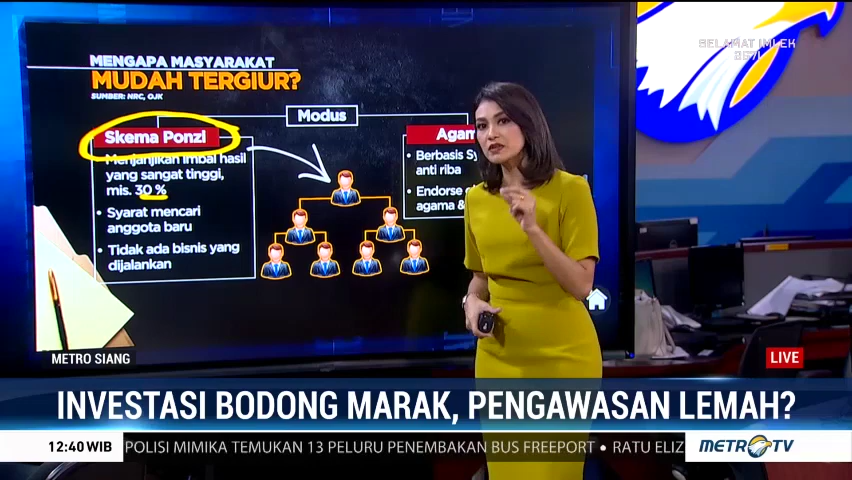 MENGAPA MASYARAKAT
MUDAH TERGIUR?
SUMBER: NRC, OJK
Modus
Skema Ponzi
Menjanjikan imbal hasil
yang sangat tinggi,
mis. 30 %
• Syarat mencari
anggota baru
• Tidak ada bisnis yang
dijalankan
Agam
• Berbasis Sy
anti riba
• Endorse
agama &
SELAMAT IMLEK
2571
METRO SIANG
LIVE
INVESTASI BODONG MARAK, PENGAWASAN LEMAH?
12:40 WIB
POLISI MIMIKA TEMUKAN 13 PELURU PENEMBAKAN BUS FREEPORT • RATU ELIZ
METRO TV